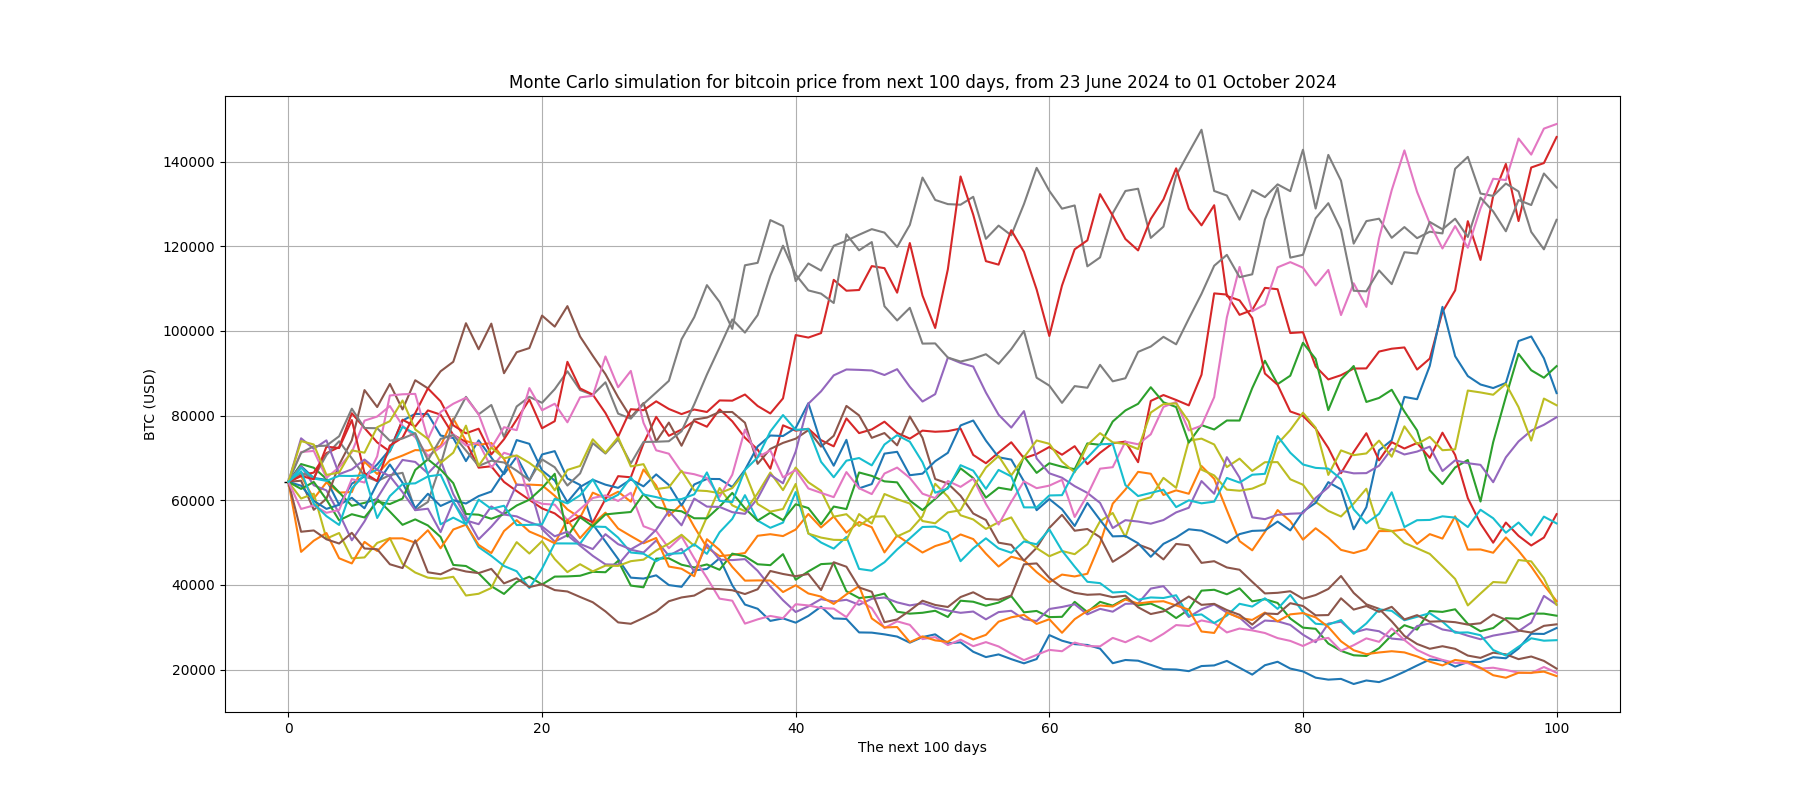 Monte Carlo simulation for bitcoin price from next 100 days, from 23 June 2024 to 01 October 2024
140000
120000
100000
80000
60000
40000
20000
BTC (USD)
0 20 40 60 80 100
The next 100 days